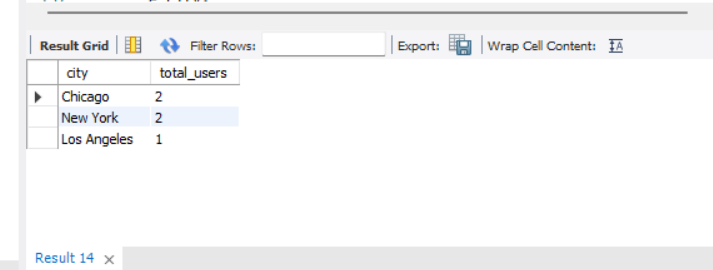 Result Grid Filter Rows: Export: Wrap Cell Content:
city total_users
Chicago 2
New York 2
Los Angeles 1
Result 14